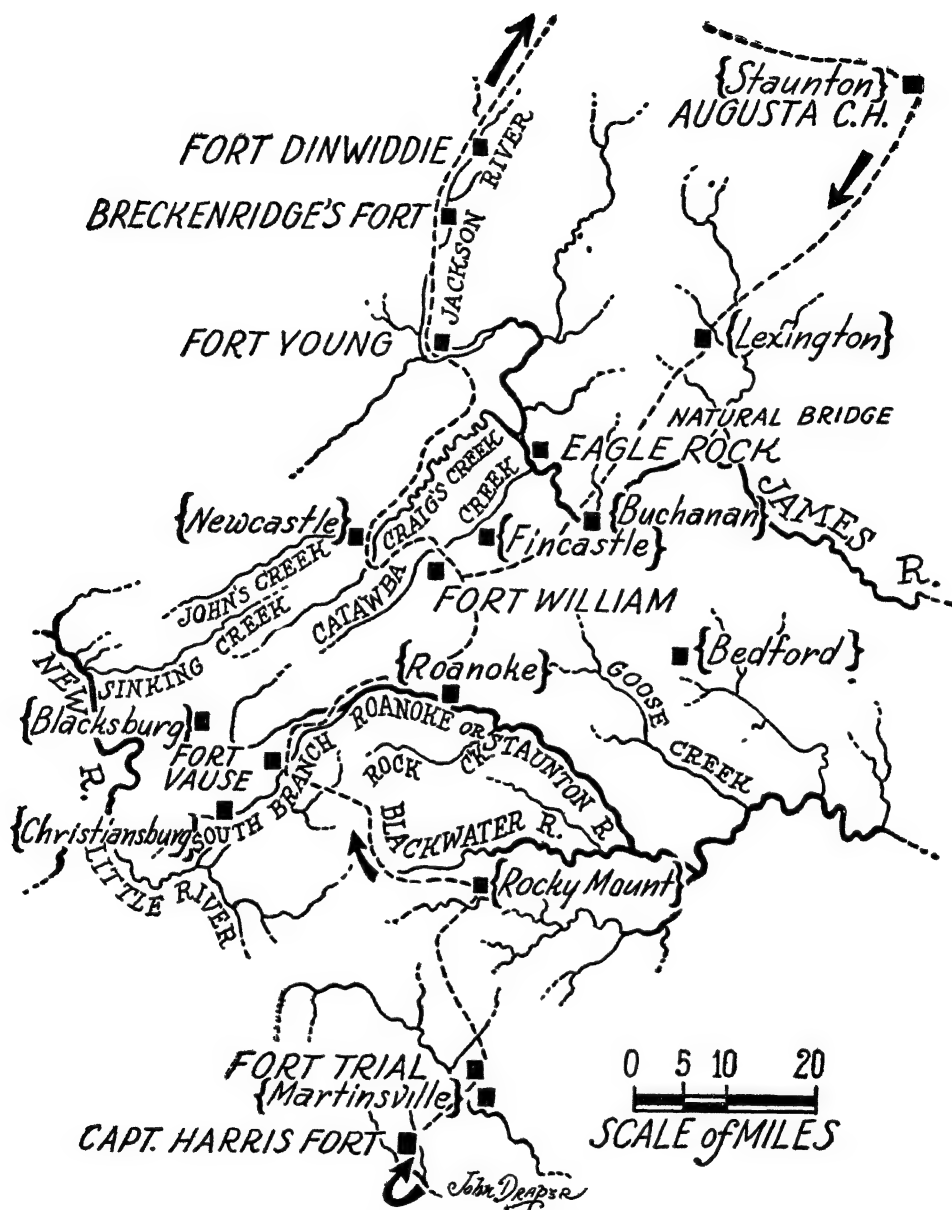 {Staunton}
AUGUSTA C.H.
FORT DINWIDDIE
BRECKENRIDGE'S FORT
JACKSON RIVER
FORT YOUNG
{Lexington}
NATURAL BRIDGE
EAGLE ROCK
CRAIG'S CREEK
CATAWBA CREEK
{Newcastle}
{Fincastle}
{Buchanan}
JAMES R.
JOHN'S CREEK
FORT WILLIAM
SINKING CREEK
NEW R.
{Roanoke}
{Bedford}
GOOSE CREEK
{Blacksburg}
FORT
VAUSE
ROANOKE OR STAUNTON R.
SOUTH BRANCH
ROCK CK.
BLACKWATER R.
{Christiansburg}
LITTLE RIVER
{Rocky Mount}
FORT TRIAL
{Martinsville}
CAPT. HARRIS FORT
0 5 10 20
SCALE of MILES
John DRAPER